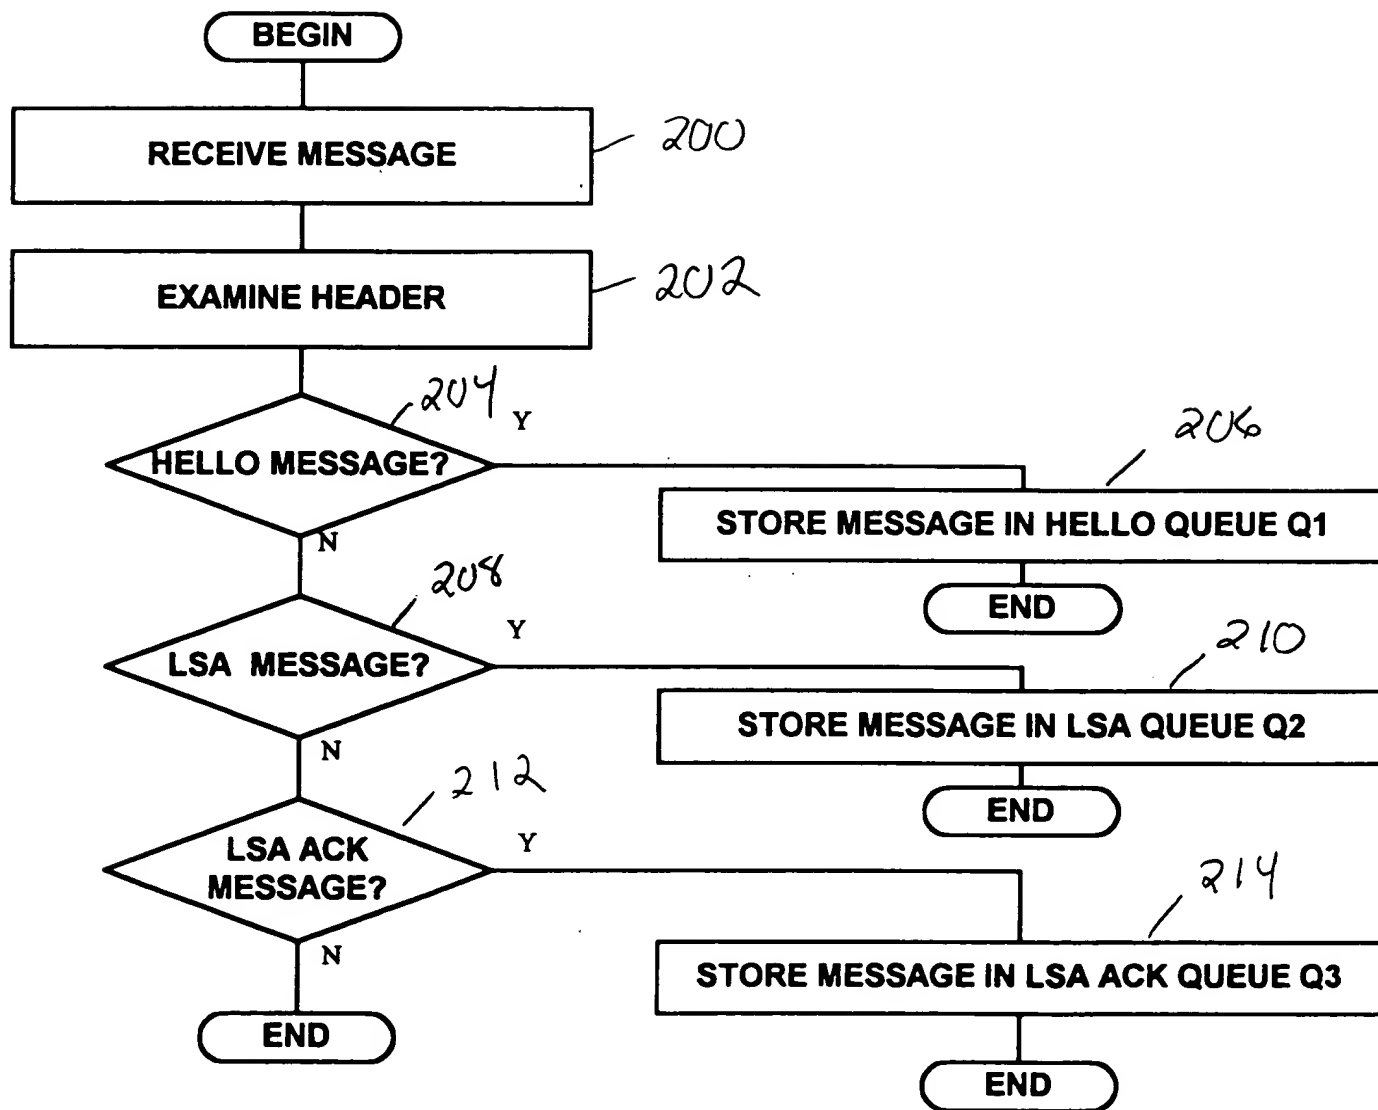 BEGIN
RECEIVE MESSAGE
200
EXAMINE HEADER
202
204
Y
HELLO MESSAGE?
206
STORE MESSAGE IN HELLO QUEUE Q1
N
END
208
Y
LSA MESSAGE?
210
STORE MESSAGE IN LSA QUEUE Q2
N
END
212
Y
LSA ACK
MESSAGE?
214
STORE MESSAGE IN LSA ACK QUEUE Q3
N
END
END